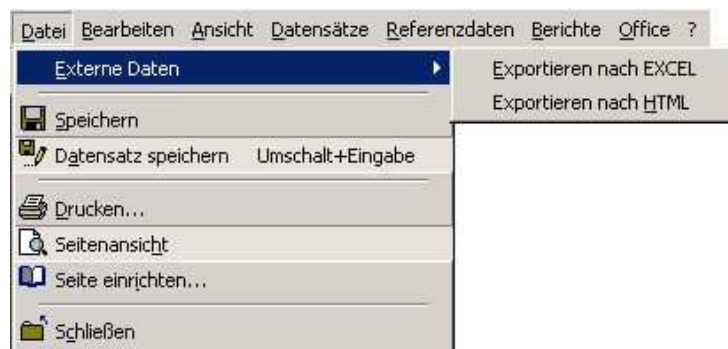 Datei Bearbeiten Ansicht Datensätze Referenzdaten Berichte Office ?
Externe Daten
Exportieren nach EXCEL
Exportieren nach HTML
Speichern
Datensatz speichern Umschalt+Eingabe
Drucken...
Seitenansicht
Seite einrichten...
Schließen